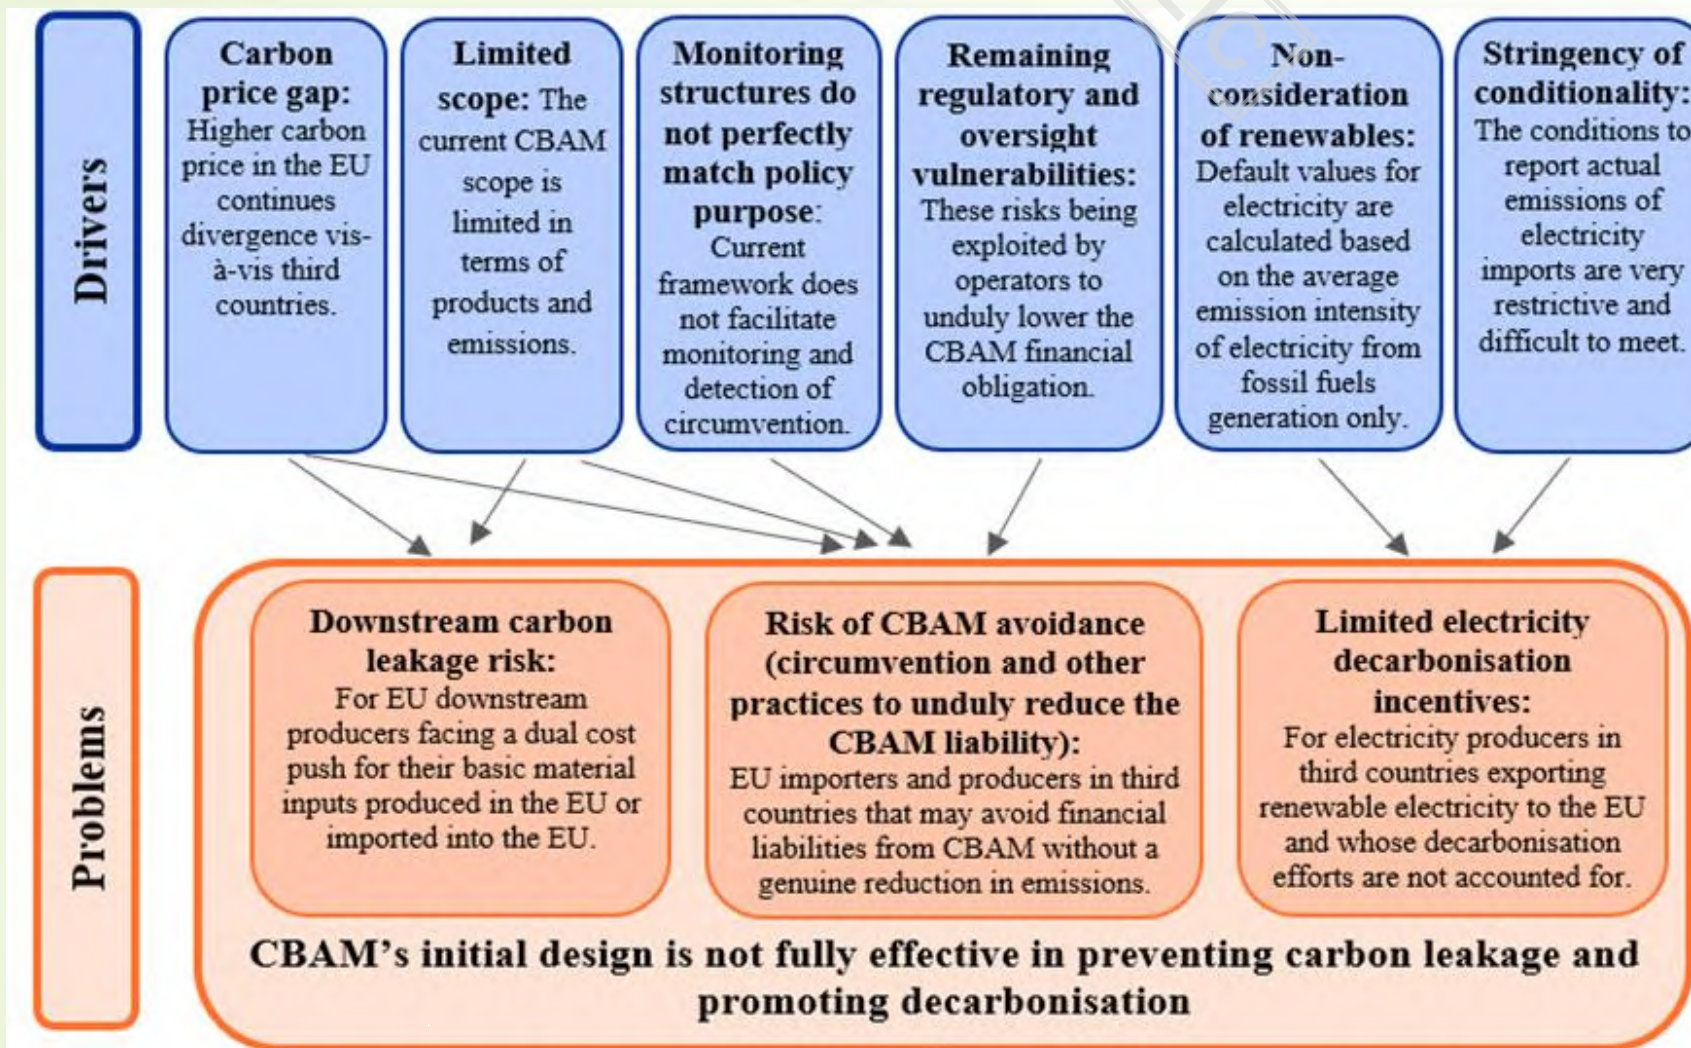 Drivers
Carbon
price gap:
Higher carbon
price in the EU
continues
divergence vis-
à-vis third
countries.
Limited
scope: The
current CBAM
scope is
limited in
terms of
products and
emissions.
Monitoring
structures do
not perfectly
match policy
purpose:
Current
framework does
not facilitate
monitoring and
detection of
circumvention.
Remaining
regulatory and
oversight
vulnerabilities:
These risks being
exploited by
operators to
unduly lower the
CBAM financial
obligation.
Non-
consideration
of renewables:
Default values for
electricity are
calculated based
on the average
emission intensity
of electricity from
fossil fuels
generation only.
Stringency of
conditionality:
The conditions to
report actual
emissions of
electricity
imports are very
restrictive and
difficult to meet.
Problems
Downstream carbon
leakage risk:
For EU downstream
producers facing a dual cost
push for their basic material
inputs produced in the EU or
imported into the EU.
Risk of CBAM avoidance
(circumvention and other
practices to unduly reduce the
CBAM liability):
EU importers and producers in third
countries that may avoid financial
liabilities from CBAM without a
genuine reduction in emissions.
Limited electricity
decarbonisation
incentives:
For electricity producers in
third countries exporting
renewable electricity to the EU
and whose decarbonisation
efforts are not accounted for.
CBAM's initial design is not fully effective in preventing carbon leakage and
promoting decarbonisation